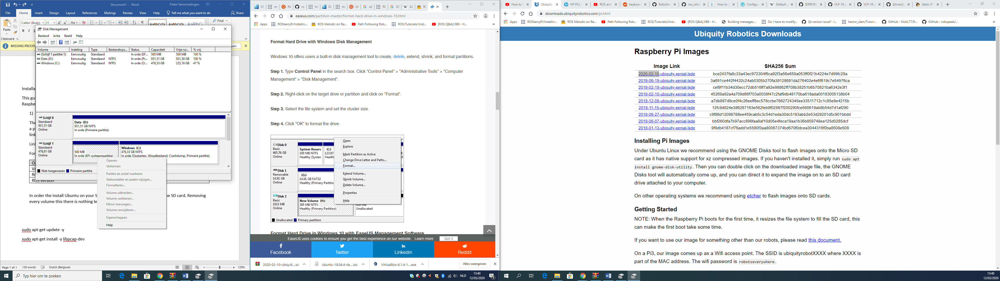 Document1 - Word
Pieter Vanormelingen
File Home Insert Design Layout References Mailings Review View Help Tell me what you want to do Share
Paste
Clipboard
Calibri (Body) 11
Find
AaBbCcDc AaBbCcDc AaBbCc
MISSING PROOF
Disk Management
Bestand Actie Beeld Help
Volume Indeling Type Bestandssys... Status Capaciteit Vrije rui... % vrij
(Schijf 1 partitie 1) Eenvoudig Standaard In orde (EF... 500 MB 500 MB 100 %
Data (D:) Eenvoudig Standaard NTFS In orde (Pr... 931,51 GB 931,38 GB 100 %
Windows (C:) Eenvoudig Standaard NTFS In orde (O... 476,33 GB 225,16 GB 47 %
Schijf 0
Standaard
931,51 GB
Online
Data (D:)
931,51 GB NTFS
In orde (Primaire partitie)
Schijf 1
Standaard
476,81 GB
Online
500 MB
In orde (EFI-systeempartitie)
Windows (C:)
476,33 GB NTFS
In orde (Opstarten, Wisselbestand, Crashdump, Primaire partitie)
Niet-toegewezen Primaire partitie
Openen
Verkennen
Partitie als actief markeren
Stationsletter en paden wijzigen...
Formatteren...
Volume uitbreiden...
Volume verkleinen...
Mirror toevoegen...
Volume verwijderen...
Eigenschappen
Help
Installa
This gu
Raspbe
1)
The
a p
link
Link
For
ROS version
In order the install Ubuntu on your S
e SD card. Removing
every volume this there is nothing le
sudo apt-get update -y
sudo apt-get install -y libpcap-dev
Page 1 of 1 138 words Dutch (Belgium) 120%
Typ hier om te zoeken
easeus.com/partition-master/format-hard-drive-in-windows-10.html
Apps ROSberryPi/Installin... ROS Melodic on Ra... Path Following Rob... ROS/Tutorials/Und... [ROS Q&A] 086 - H...
Format Hard Drive with Windows Disk Management
Windows 10 offers users a built-in disk management tool to create, delete, extend, shrink, and format partitions.
Step 1. Type Control Panel in the search box. Click "Control Panel" > "Administrative Tools" > "Computer
Management" > "Disk Management".
Step 2. Right-click on the target drive or partition and click on "Format".
Step 3. Select the file system and set the cluster size.
Step 4. Click "OK" to format the drive.
Disk 0
Basic
465.76 GB
Online
System Reserv
100 MB NTFS
Healthy (System
(C:)
123.87
Health
Disk 1
Removable
14.91 GB
Online
(G:)
14.91 GB FAT32
Healthy (Primary Partitio
Disk 2
Basic
1023 MB
Online
New Volume (H:)
395 MB NTFS
Healthy (Primary Partition)
628 MB
Unallocated
Unallocated Primary partition
Open
Explore
Mark Partition as Active
Change Drive Letter and Paths...
Format...
Extend Volume...
Shrink Volume...
Delete Volume...
Properties
Help
Format Hard Drive in Windows 10 with EaseUS Management Software
EaseUS uses cookies to ensure you get the best experience on our website. Learn more Got it
Facebook Twitter Linkedin Reddit
2020-02-10-ubiquit....xz ubuntu-18.04.4-de....iso VirtualBox-6.1.4-1....exe Alles weergeven
NLD
13:40
12/03/2020
How to Ubiquity HP PCs ROS and keyboard RoboSen ros_rslida How to in Configure Default g [ERROR] VLP-16 p VLP-16 d [driver][s Static IP
downloads.ubiquityrobotics.com/pi.html
Apps ROSberryPi/Installin... ROS Melodic on Ra... Path Following Rob... ROS/Tutorials/Und... [ROS Q&A] 086 - H... Building messages,... Do I have to modify... Qt version issue? · I... hector_slam/Tutori... GitHub - NickL77/R... GitHub - robopeak/...
Ubiquity Robotics Downloads
Raspberry Pi Images
Image Link SHA256 Sum
2020-02-10-ubiquity-xenial-lxde bce2437fa8c33a43ec972304f6ca92f3a56e659a053ff0f21b4224e7d99fc28a
2019-06-19-ubiquity-xenial-lxde 3a691ce442f4432c24ab0305b270fa38128681da276402e4e6f619c7e54976ca
2019-02-19-ubiquity-xenial-lxde cef9f11b34d30ecc72db516ff7a92e98862ff708b38251b6b70821ba6342e3f1
2019-02-10-ubiquity-xenial-lxde 45269a92a4a709d86f703a0038f47c2faf9db48170ba618ada00183005138b04
2018-12-08-ubiquity-xenial-lxde a7db887d9ce0f4c26eeff8ec578ccbe7862724345ee33511712c1c85e8e4215b
2018-11-15-ubiquity-xenial-lxde 12fc9d824e386287163e562feb9f02567f200290fce560619ab8b54d7d1af290
2018-06-27-ubiquity-xenial-lxde c9f86d12098788ee459cab5c3c54d1eda30dc5183abb2e53d28201d5c901bbdd
2018-06-07-ubiquity-xenial-lxde bbf260dfa7b97acc896faa9af10d05e4feca19aa1b36b859748ea125d0285dcf
2018-01-13-ubiquity-xenial-lxde 9f9db4187cf76add1e5580f3aa80067374bd670f0dcea3044316f0ba8508e508
Installing Pi Images
Under Ubuntu Linux we recommend using the GNOME Disks tool to flash images onto the Micro SD
card as it has native support for xz compressed images. If you haven't installed it, simply run sudo apt
install gnome-disk-utility. Then you can double click on the downloaded image file, the GNOME
Disks tool will automatically come up, and you can direct it to expand the image on to an SD card
drive attached to your computer.
On other operating systems we recommend using etcher to flash images onto SD cards.
Getting Started
NOTE: When the Raspberry Pi boots for the first time, it resizes the file system to fill the SD card, this
can make the first boot take some time.
If you want to use our image for something other than our robots, please read this document.
On a Pi3, our image comes up as a Wifi access point. The SSID is ubiquityrobotXXXX where XXXX is
part of the MAC address. The wifi password is robotseverywhere.
13:40
12/03/2020